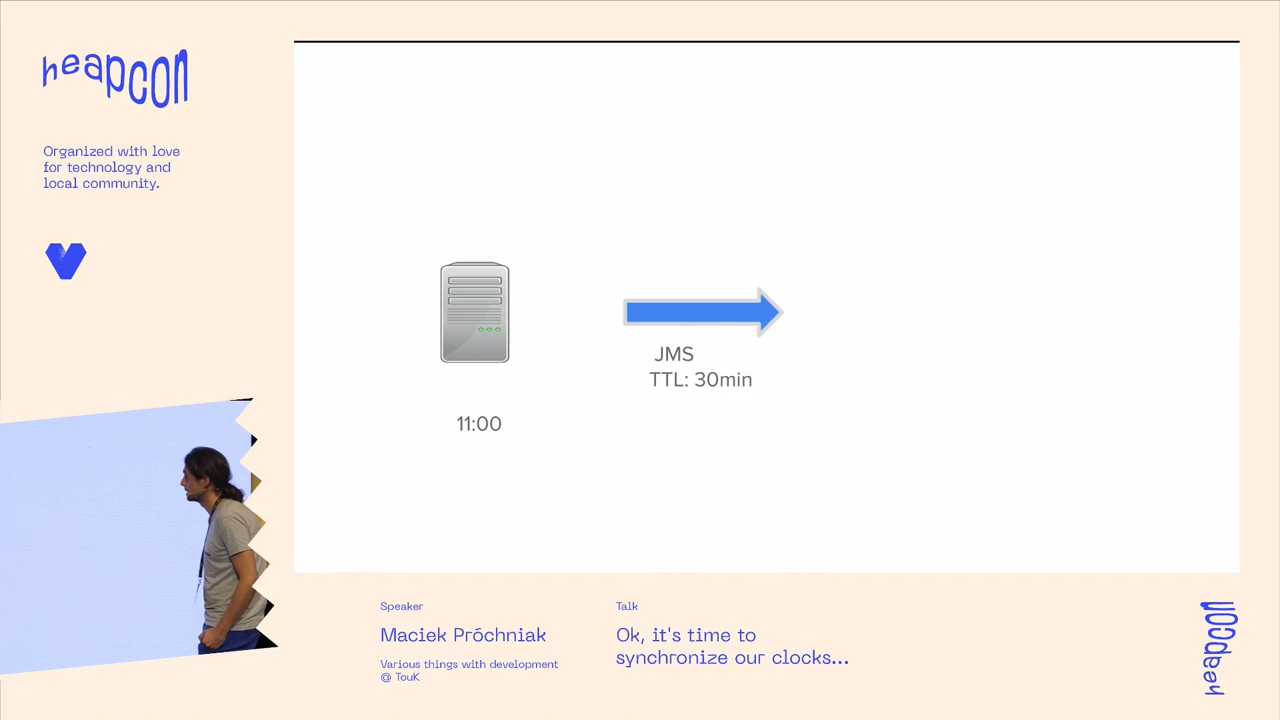 heapcon
Organized with love
for technology and
local community.
JMS
TTL: 30min
11:00
Speaker
Maciek Próchniak
Various things with development
@ TouK
Talk
Ok, it's time to
synchronize our clocks...
heapcon